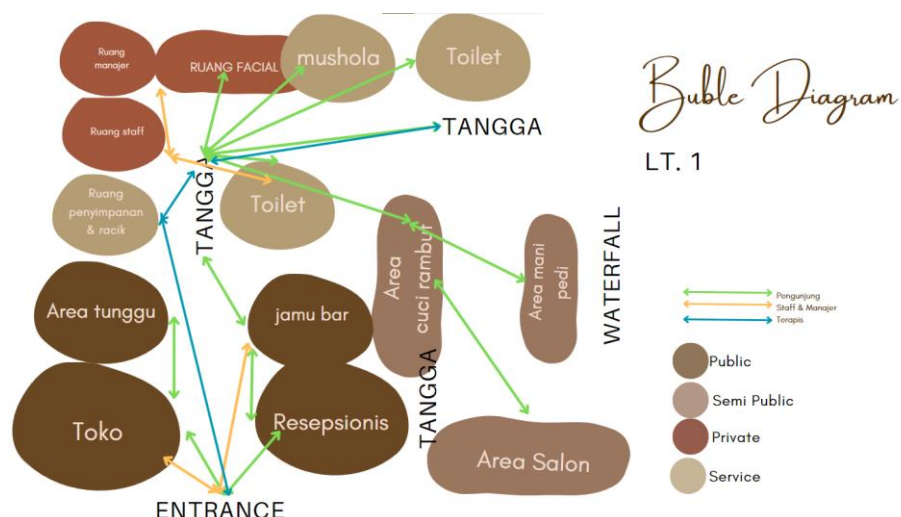 Buble Diagram
LT. 1
Ruang
manajer
RUANG FACIAL
mushola
Toilet
Ruang staff
TANGGA
TANGGA
Ruang
penyimpanan
& racik
Toilet
Area
cuci rambut
Area mani
pedi
WATERFALL
Area tunggu
jamu bar
TANGGA
Toko
Resepsionis
Area Salon
ENTRANCE
Pengunjung
Staff & Manajer
Terapis
Public
Semi Public
Private
Service